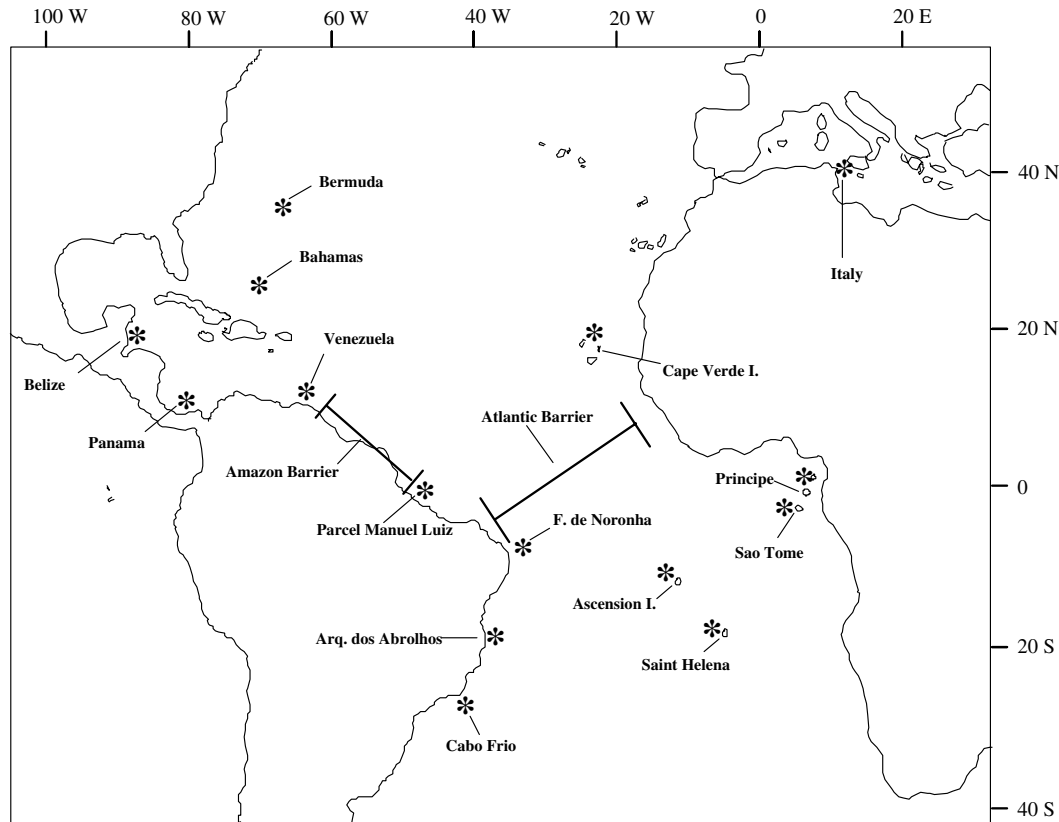 100 W
80 W
60 W
40 W
20 W
0
20 E
40 N
Bermuda
Bahamas
Italy
20 N
Venezuela
Cape Verde I.
Belize
Atlantic Barrier
Panama
Amazon Barrier
Principe
0
Parcel Manuel Luiz
F. de Noronha
Sao Tome
Ascension I.
Arq. dos Abrolhos
20 S
Saint Helena
Cabo Frio
40 S